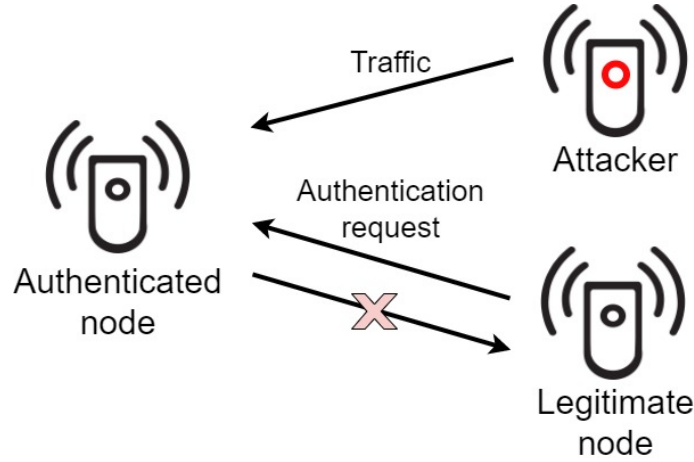 Traffic
Attacker
Authentication
request
Authenticated
node
Legitimate
node